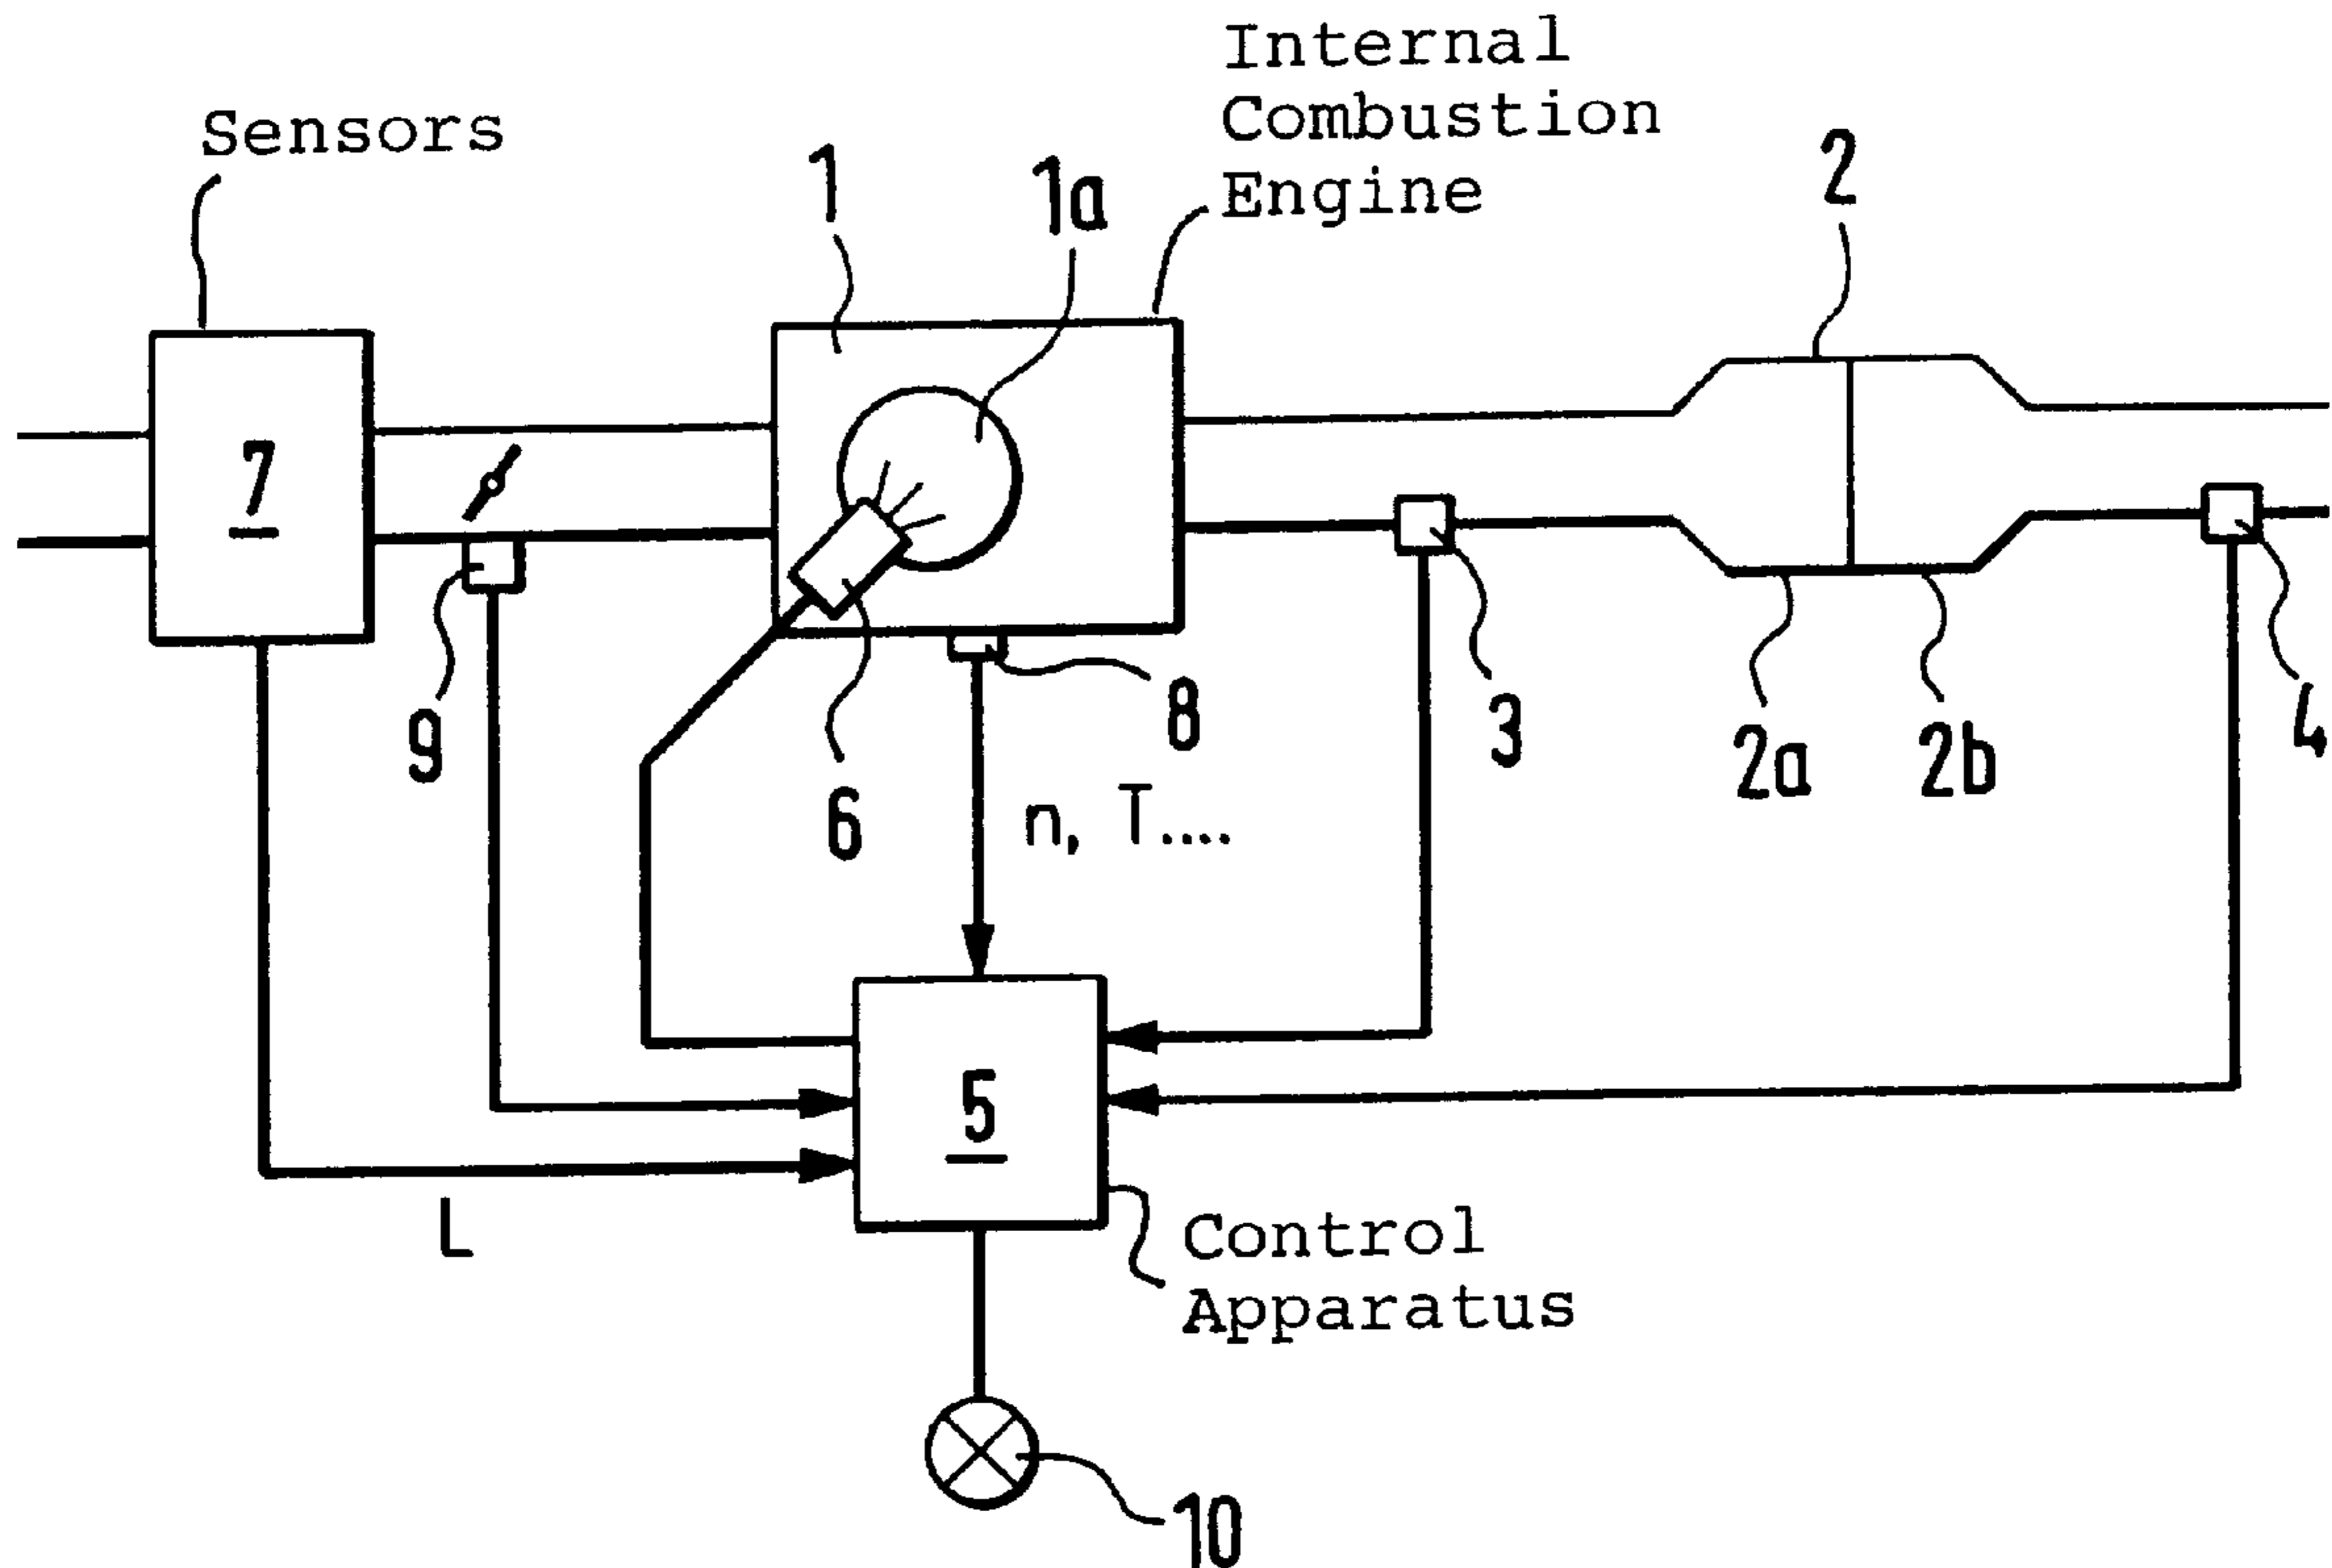 Internal
Combustion
Engine
Sensors
1
1a
2
7
9
6
8
3
2a
2b
4
n, T....
5
L
Control
Apparatus
10